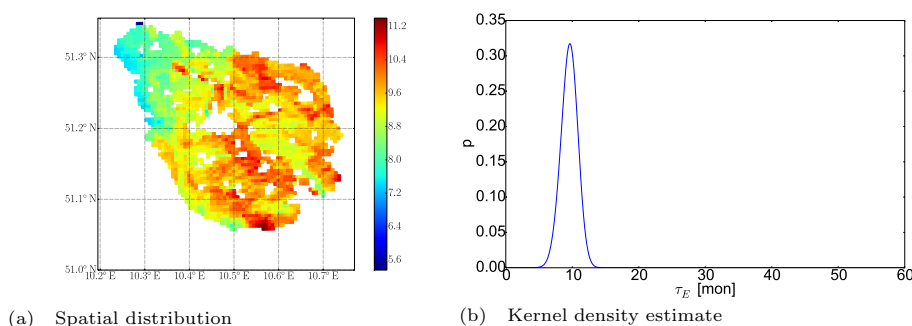 51.3° N
51.2° N
51.1° N
51.0° N
10.2° E 10.3° E 10.4° E 10.5° E 10.6° E 10.7° E
11.2
10.4
9.6
8.8
8.0
7.2
6.4
5.6
(a) Spatial distribution
0.35
0.30
0.25
0.20
0.15
0.10
0.05
0.00
p
0 10 20 30 40 50 60
τ_E [mon]
(b) Kernel density estimate